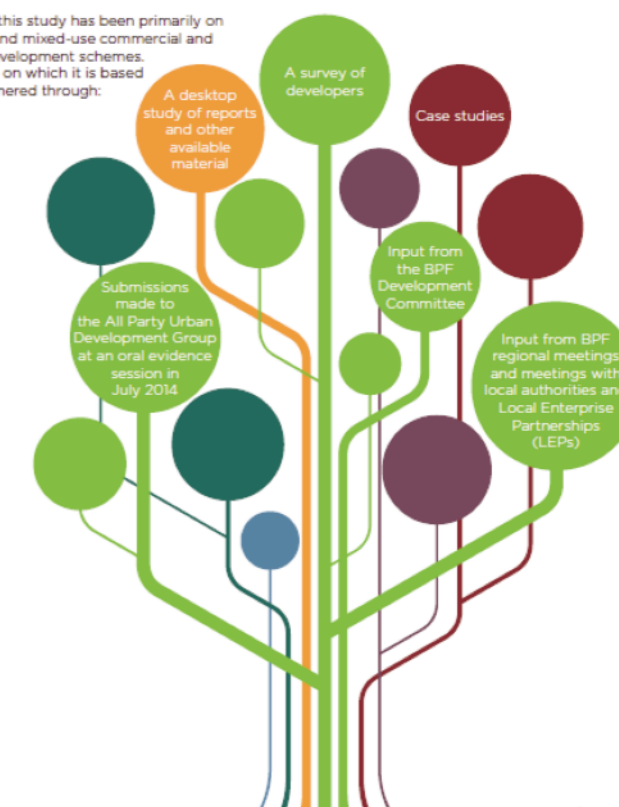 this study has been primarily on
nd mixed-use commercial and
velopment schemes.
on which it is based
hered through:
A survey of
developers
A desktop
study of reports
and other
available
material
Case studies
Input from
the BPF
Development
Committee
Submissions
made to
the All Party Urban
Development Group
at an oral evidence
session in
July 2014
Input from BPF
regional meetings
and meetings with
local authorities an
Local Enterprise
Partnerships
(LEPs)